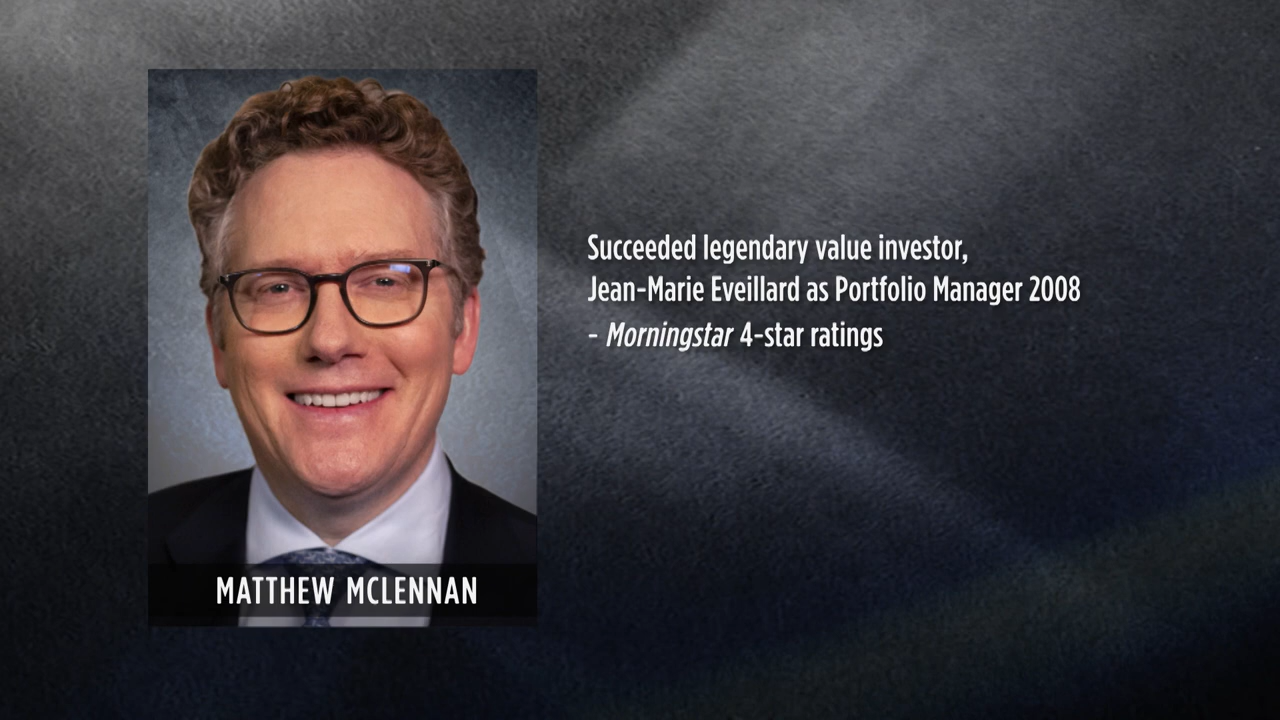 Succeeded legendary value investor,
Jean-Marie Eveillard as Portfolio Manager 2008
- Morningstar 4-star ratings
MATTHEW MCLENNAN